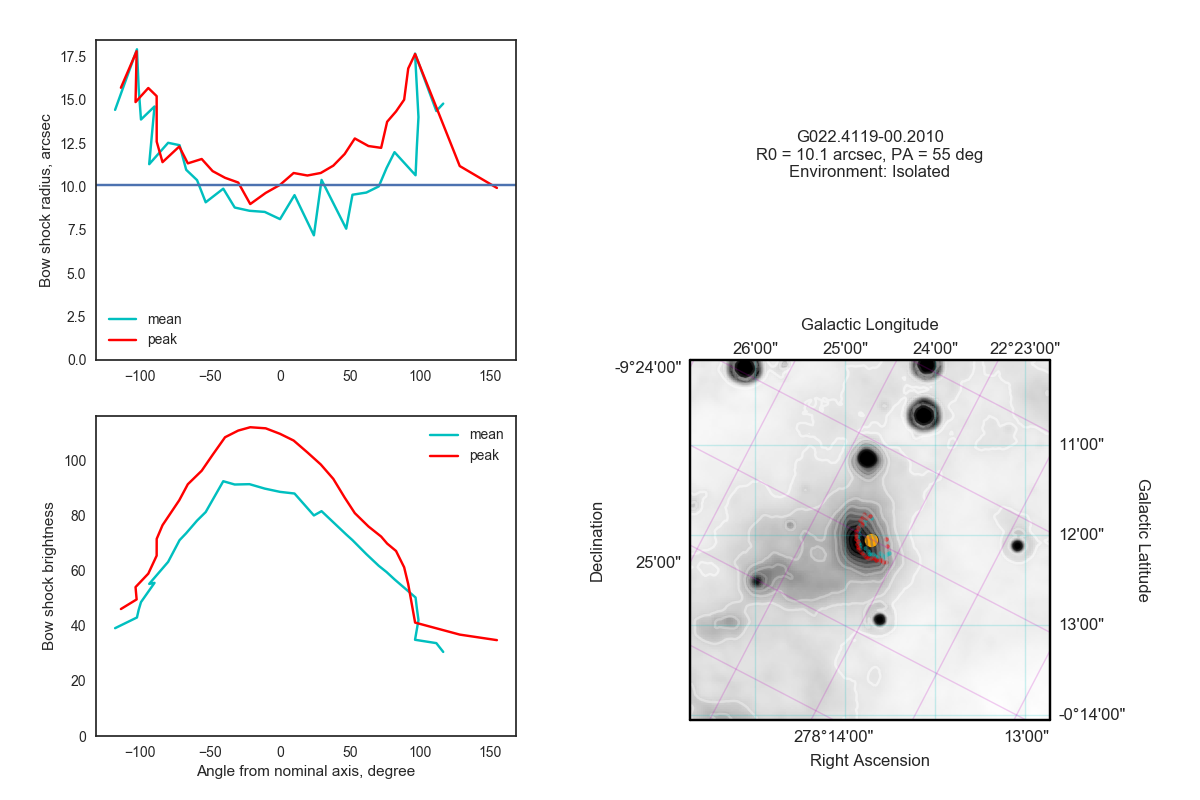 17.5
15.0
12.5
10.0
7.5
5.0
2.5
0.0
Bow shock radius, arcsec
mean
peak
−100 −50 0 50 100 150
G022.4119-00.2010
R0 = 10.1 arcsec, PA = 55 deg
Environment: Isolated
100
80
60
40
20
0
Bow shock brightness
mean
peak
−100 −50 0 50 100 150
Angle from nominal axis, degree
Galactic Longitude
26'00" 25'00" 24'00" 22°23'00"
-9°24'00"
25'00"
Declination
11'00"
12'00"
13'00"
-0°14'00"
Galactic Latitude
278°14'00" 13'00"
Right Ascension